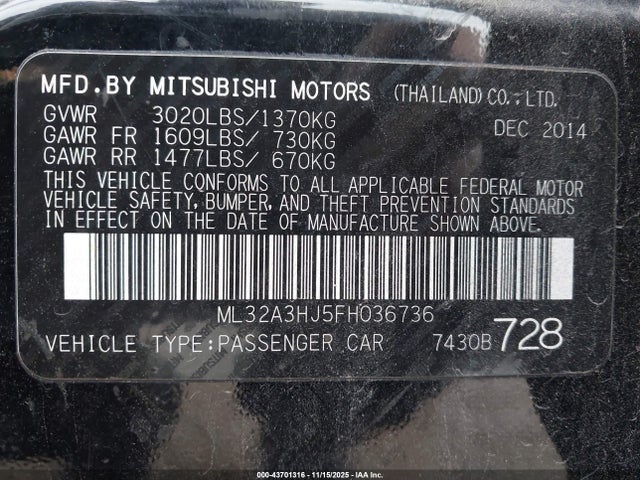 MFD.BY MITSUBISHI MOTORS (THAILAND) CO.,LTD.
GVWR 3020LBS/1370KG
DEC 2014
GAWR FR 1609LBS/ 730KG
GAWR RR 1477LBS/ 670KG
THIS VEHICLE CONFORMS TO ALL APPLICABLE FEDERAL MOTOR
VEHICLE SAFETY, BUMPER, AND THEFT PREVENTION STANDARDS
IN EFFECT ON THE DATE OF MANUFACTURE SHOWN ABOVE.
ML32A3HJ5FH036736
VEHICLE TYPE:PASSENGER CAR 7430B 728
000-43701316 - 11/15/2025 - IAA Inc.